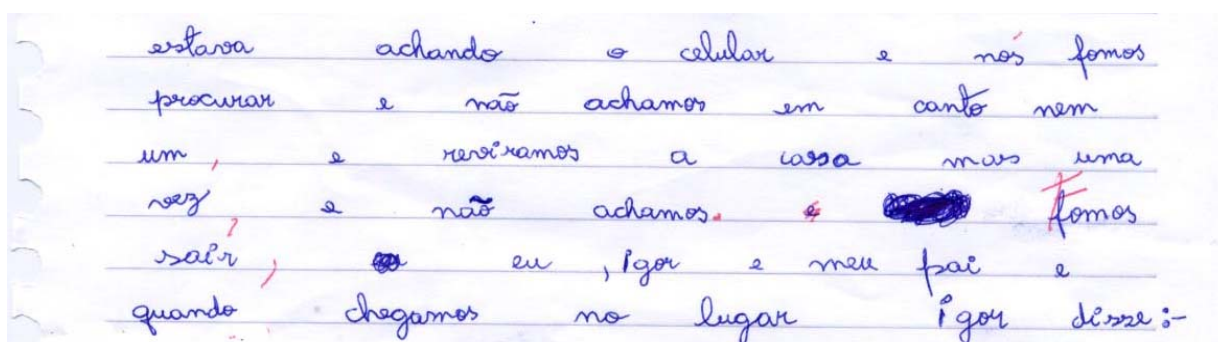 estava achando o celular e nós fomos
procurar e não achamos em canto nem
um, e reviramos a cassa mas uma
vez, e não achamos. e Fomos
sair, eu, igor e meu pai e
quando chegamos no lugar igor disse:-